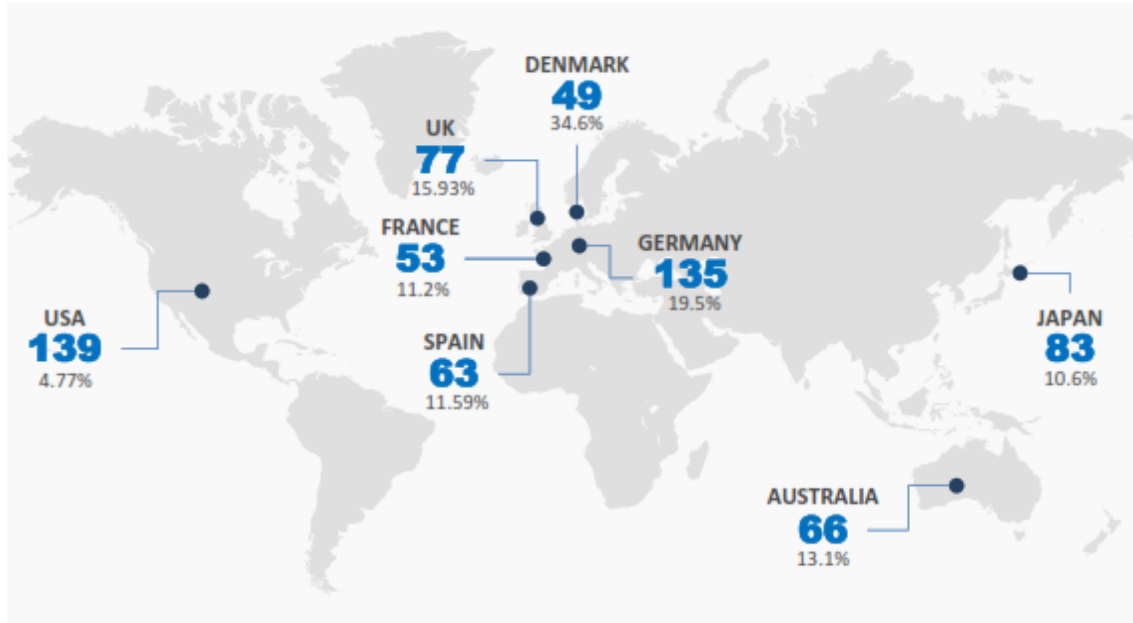 DENMARK
49
34.6%
UK
77
15.93%
FRANCE
53
11.2%
GERMANY
135
19.5%
USA
139
4.77%
SPAIN
63
11.59%
JAPAN
83
10.6%
AUSTRALIA
66
13.1%